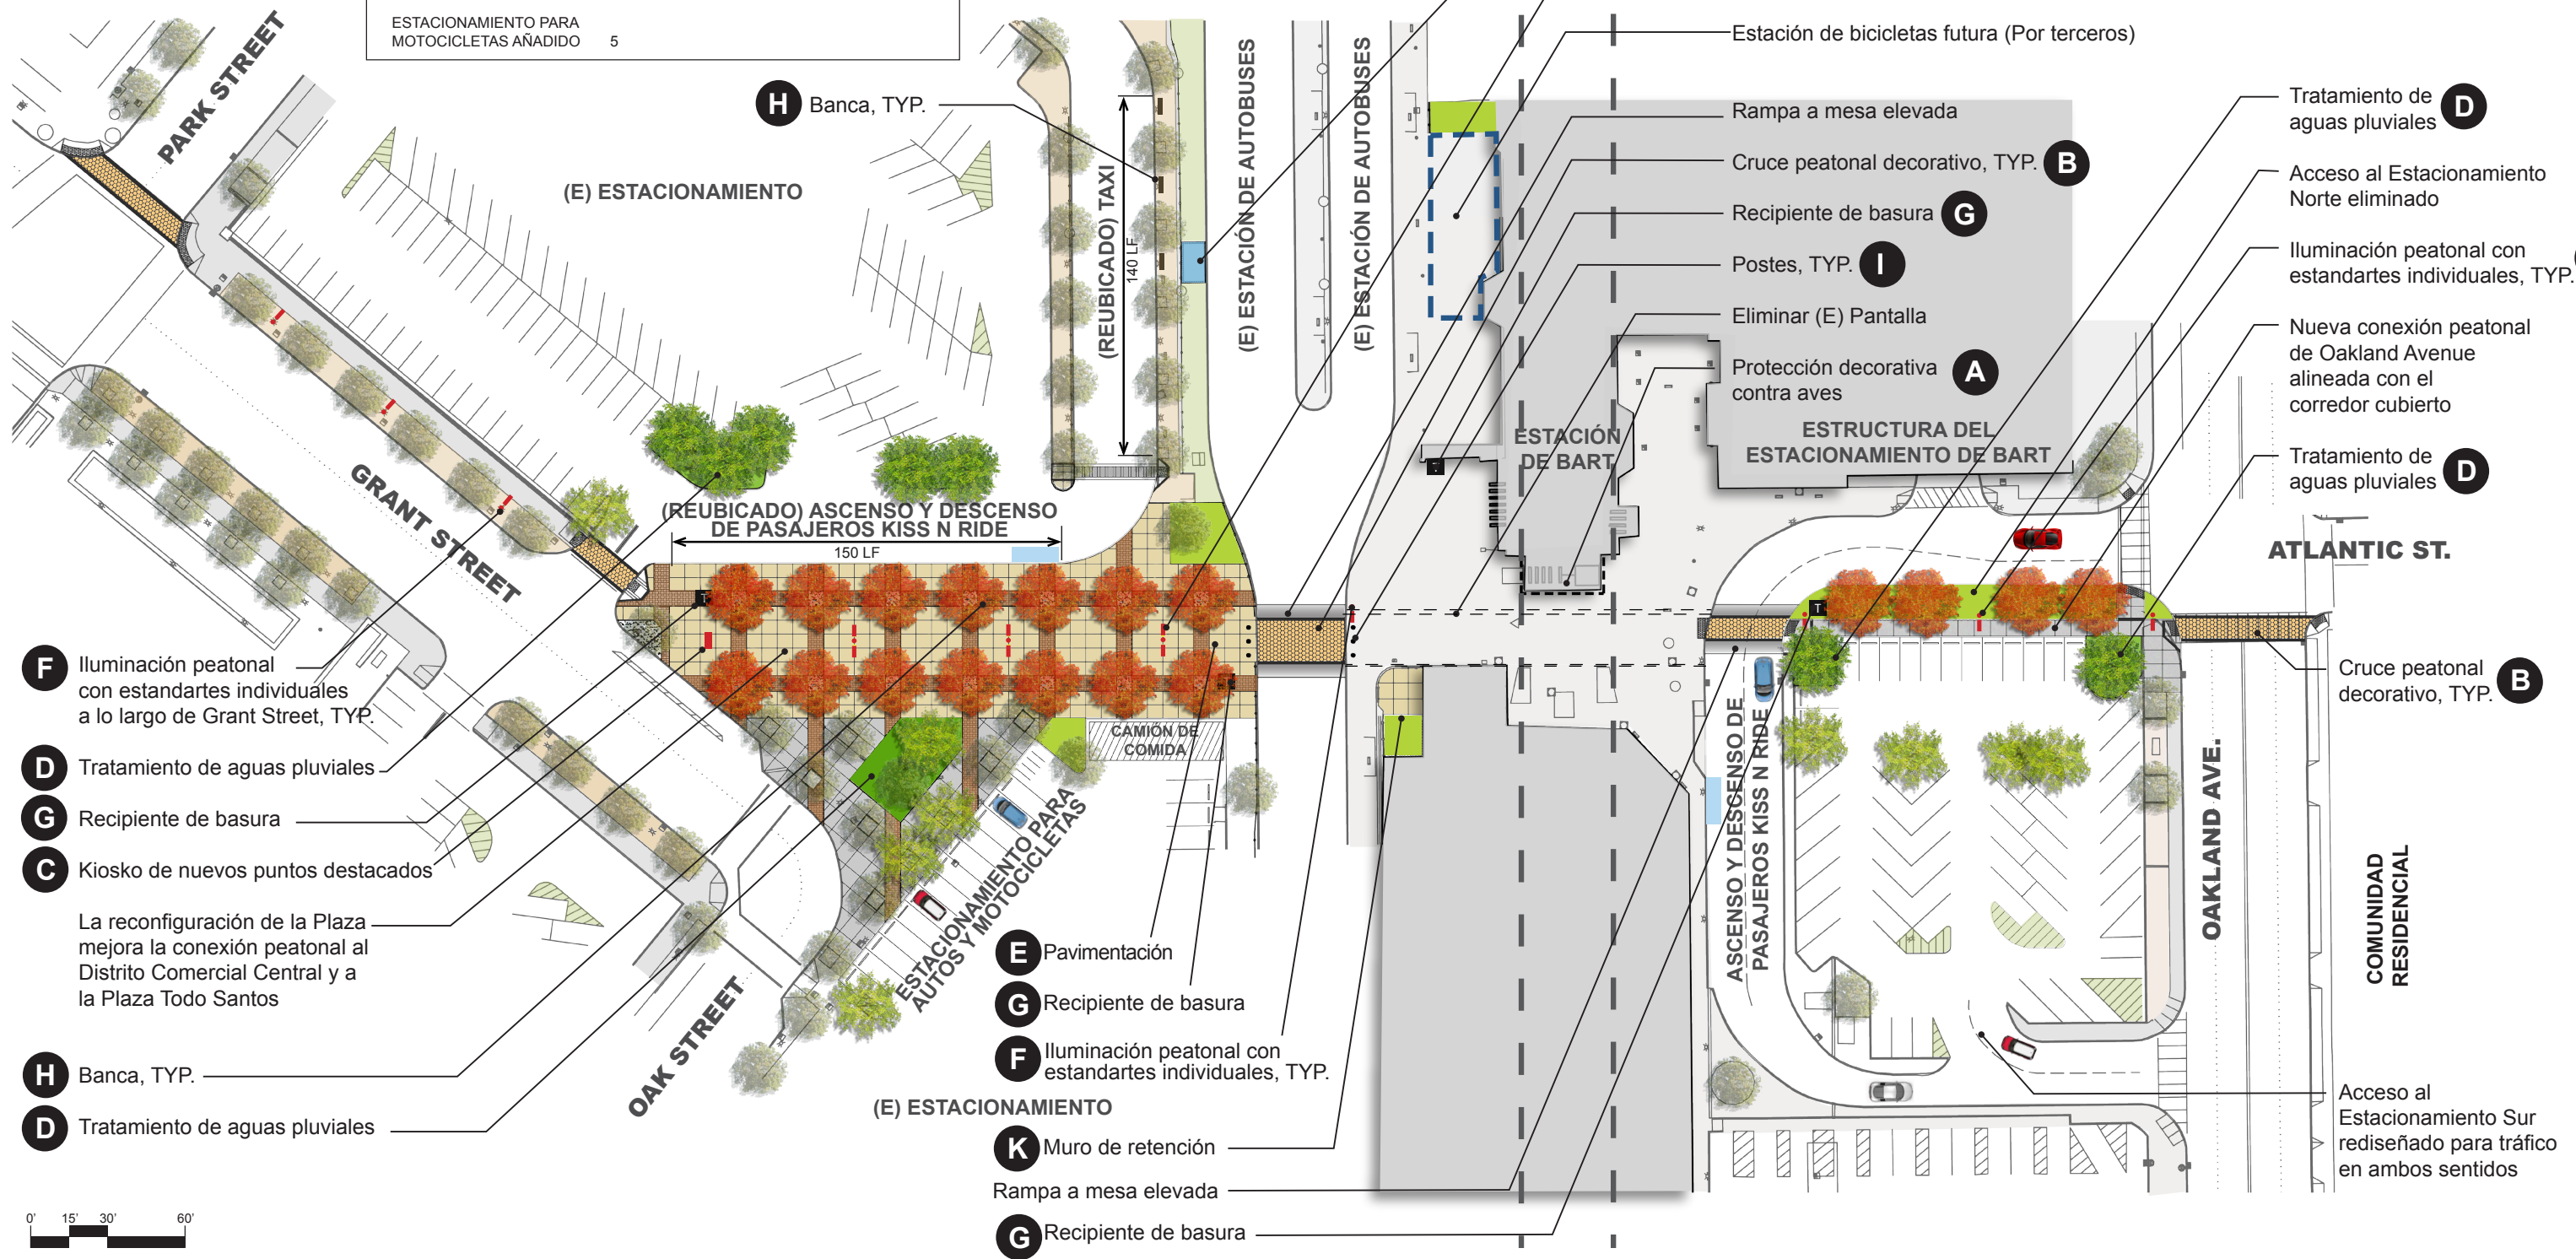 ESTACIONAMIENTO PARA
MOTOCICLETAS AÑADIDO 5
PARK STREET
H Banca, TYP.
(E) ESTACIONAMIENTO
(REUBICADO) TAXI
140 LF
(E) ESTACIÓN DE AUTOBUSES
(E) ESTACIÓN DE AUTOBUSES
Estación de bicicletas futura (Por terceros)
Rampa a mesa elevada
Cruce peatonal decorativo, TYP. B
Recipiente de basura G
Postes, TYP. I
Eliminar (E) Pantalla
Protección decorativa
contra aves A
ESTACIÓN
DE BART
ESTRUCTURA DEL
ESTACIONAMIENTO DE BART
Tratamiento de
aguas pluviales D
Acceso al Estacionamiento
Norte eliminado
Iluminación peatonal con
estandartes individuales, TYP.
Nueva conexión peatonal
de Oakland Avenue
alineada con el
corredor cubierto
Tratamiento de
aguas pluviales D
ATLANTIC ST.
GRANT STREET
(REUBICADO) ASCENSO Y DESCENSO
DE PASAJEROS KISS N RIDE
150 LF
T
T
F Iluminación peatonal
con estandartes individuales
a lo largo de Grant Street, TYP.
D Tratamiento de aguas pluviales
G Recipiente de basura
C Kiosko de nuevos puntos destacados
La reconfiguración de la Plaza
mejora la conexión peatonal al
Distrito Comercial Central y a
la Plaza Todo Santos
H Banca, TYP.
D Tratamiento de aguas pluviales
OAK STREET
CAMIÓN DE
COMIDA
ESTACIONAMIENTO PARA
AUTOS Y MOTOCICLETAS
E Pavimentación
G Recipiente de basura
F Iluminación peatonal con
estandartes individuales, TYP.
(E) ESTACIONAMIENTO
K Muro de retención
Rampa a mesa elevada
G Recipiente de basura
ASCENSO Y DESCENSO DE
PASAJEROS KISS N RIDE
Cruce peatonal
decorativo, TYP. B
OAKLAND AVE.
COMUNIDAD
RESIDENCIAL
Acceso al
Estacionamiento Sur
rediseñado para tráfico
en ambos sentidos
0' 15' 30' 60'